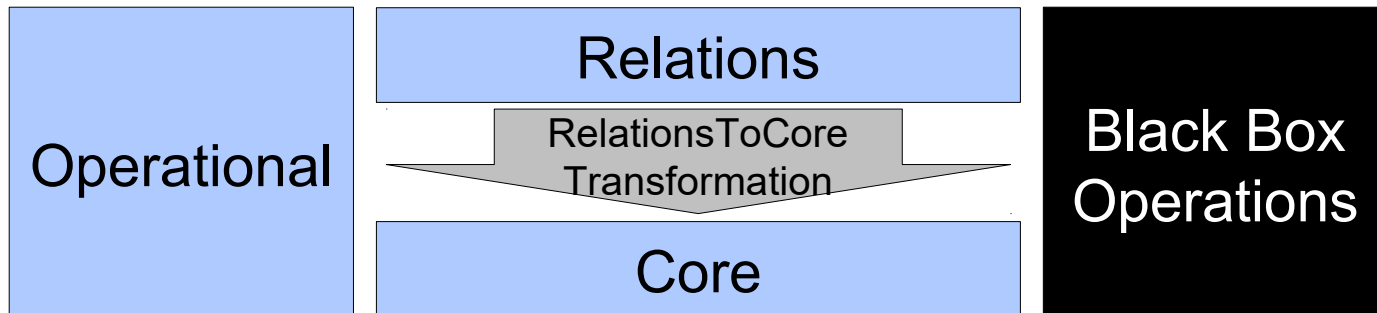 Operational
Relations
RelationsToCore
Transformation
Core
Black Box
Operations